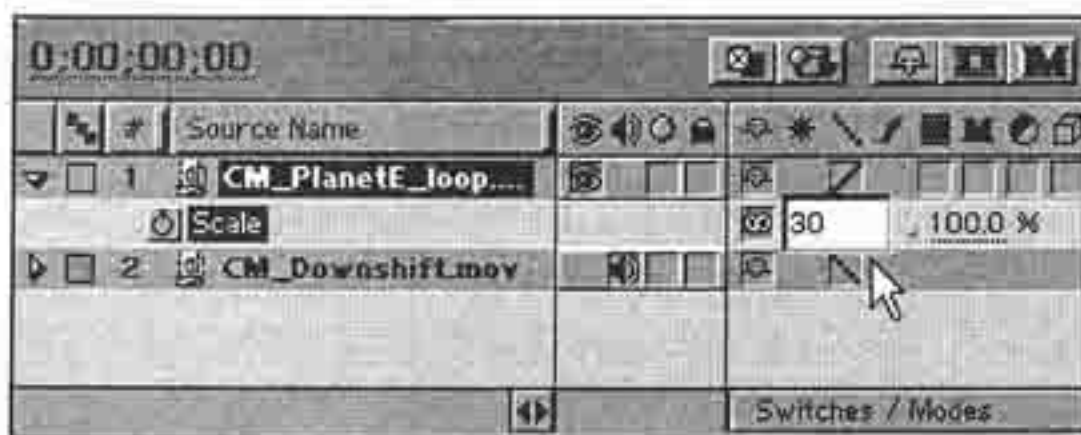 0;00;00;00
# Source Name
1 CM_PlanetE_loop....
Scale 30 , 100.0 %
2 CM_Downshift.mov
Switches / Modes